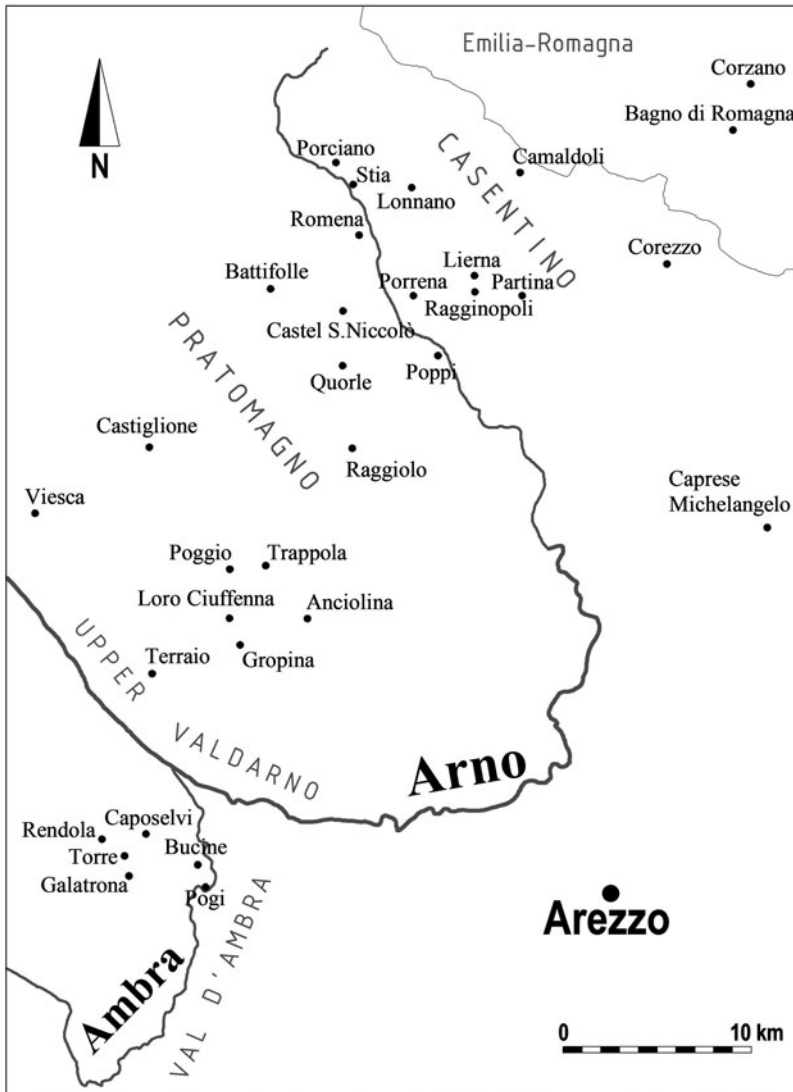 Emilia-Romagna
Corzano
Bagno di Romagna
N
Porciano
Stia
Camaldoli
Lonnano
CASENTINO
Romena
Corezzo
Battifolle
Lierna
Porrena
Partina
Ragginopoli
Castel S.Niccolò
PRATOMAGNO
Quorle
Poppi
Castiglione
Raggiolo
Caprese
Michelangelo
Viesca
Poggio
Trappola
Loro Ciuffenna
Anciolina
Gropina
Terraio
UPPER VALDARNO
Arno
Caposelvi
Rendola
Torre
Bucine
Galatrona
Pogi
Arezzo
Ambra
VAL D'AMBRA
0 10 km